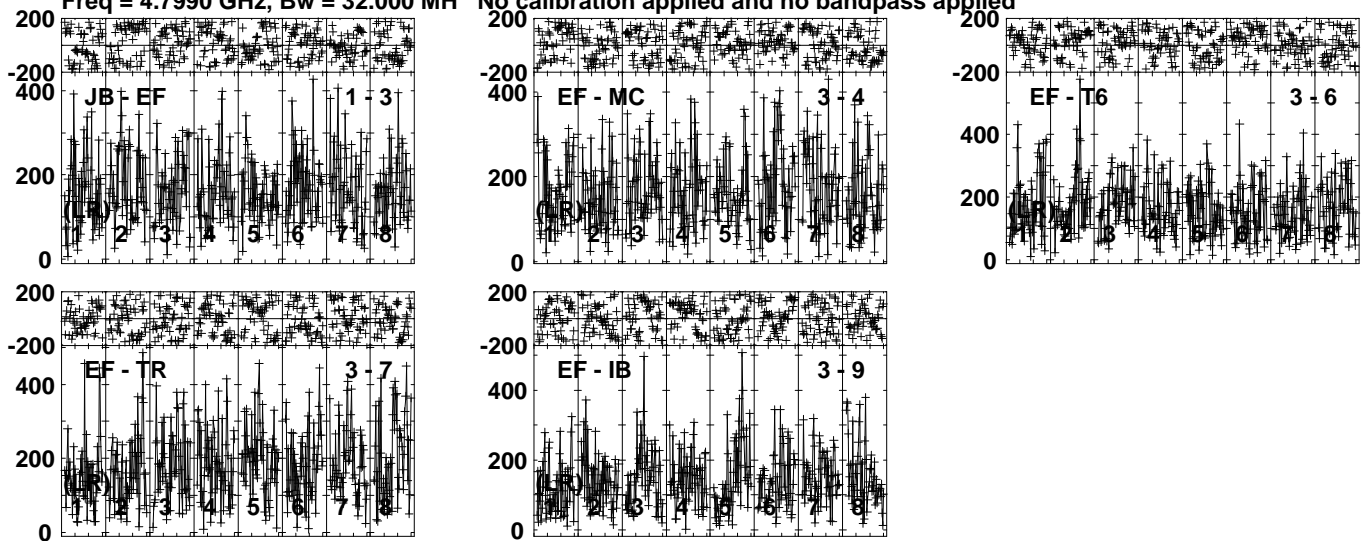 Freq = 4.7990 GHz, Bw = 32.000 MH No calibration applied and no bandpass applied
200
-200
400
200
0
JB - EF 1 - 3
(LR)
1 2 3 4 5 6 7 8
200
-200
400
200
0
EF - MC 3 - 4
(LR)
1 2 3 4 5 6 7 8
200
-200
600
400
200
0
EF - T6 3 - 6
(LR)
1 2 3 4 5 6 7 8
200
-200
400
200
0
EF - TR 3 - 7
(LR)
1 2 3 4 5 6 7 8
200
-200
400
200
0
EF - IB 3 - 9
(LR)
1 2 3 4 5 6 7 8